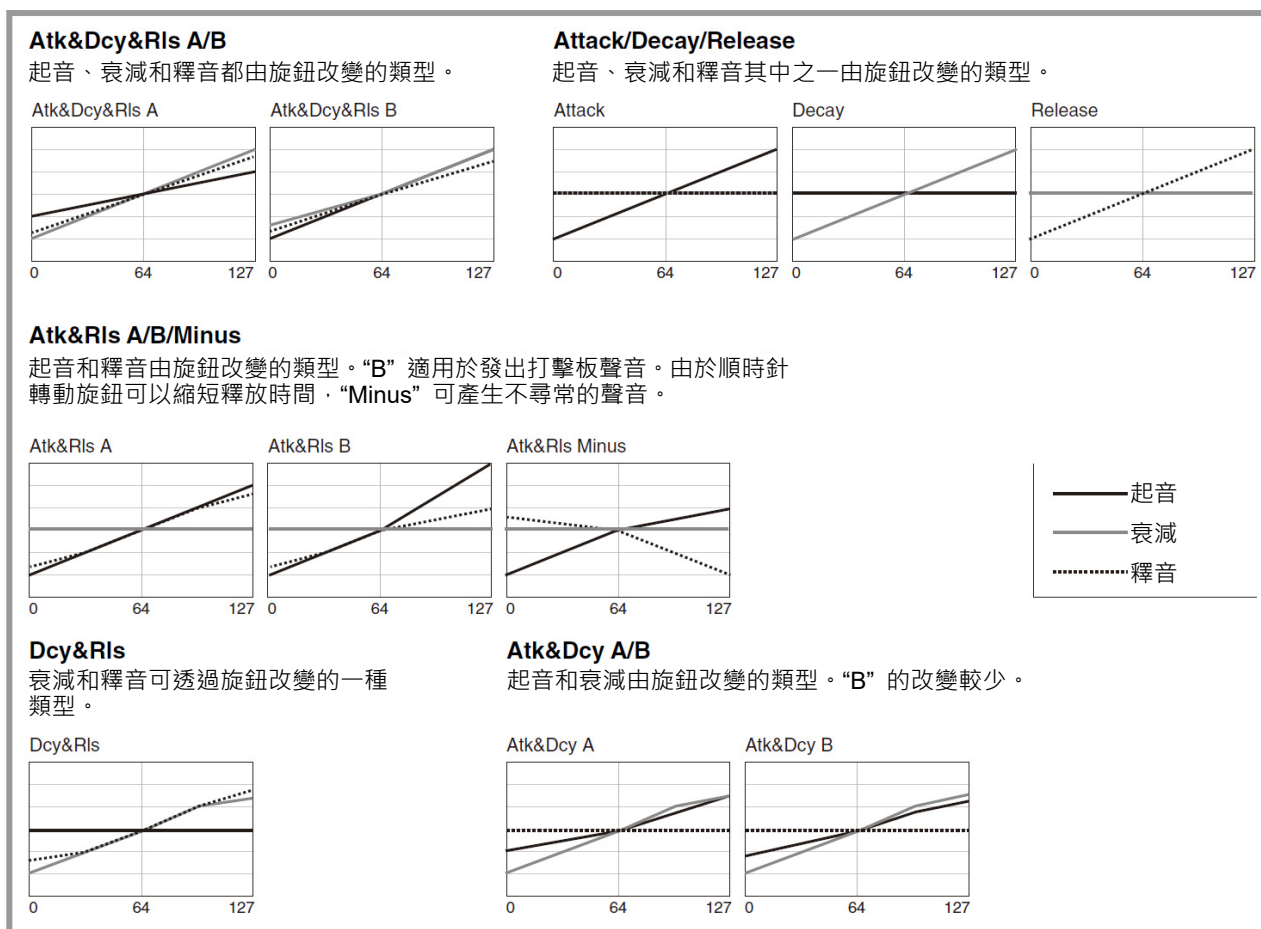 Atk&Dcy&Rls A/B
起音、衰減和釋音都由旋鈕改變的類型。
Atk&Dcy&Rls A
Atk&Dcy&Rls B
0 64 127
0 64 127
Attack/Decay/Release
起音、衰減和釋音其中之一由旋鈕改變的類型。
Attack
Decay
Release
0 64 127
0 64 127
0 64 127
Atk&Rls A/B/Minus
起音和釋音由旋鈕改變的類型。“B” 適用於發出打擊板聲音。由於順時針
轉動旋鈕可以縮短釋放時間，“Minus” 可產生不尋常的聲音。
Atk&Rls A
Atk&Rls B
Atk&Rls Minus
0 64 127
0 64 127
0 64 127
起音
衰減
釋音
Dcy&Rls
衰減和釋音可透過旋鈕改變的一種
類型。
Dcy&Rls
0 64 127
Atk&Dcy A/B
起音和衰減由旋鈕改變的類型。“B” 的改變較少。
Atk&Dcy A
Atk&Dcy B
0 64 127
0 64 127